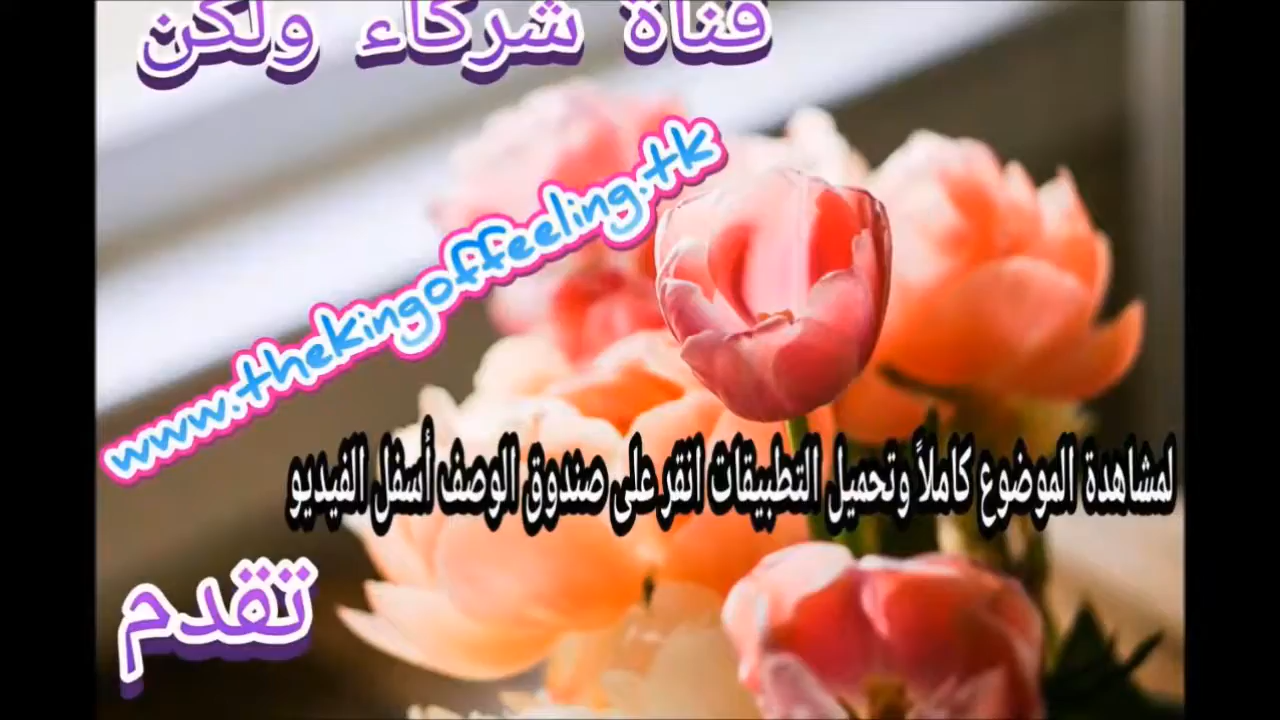 قناة شركاء ولكن
www.thekingoffeeling.tk
لمشاهدة الموضوع كاملاً وتحميل التطبيقات انقر على صندوق الوصف أسفل الفيديو
تقدم